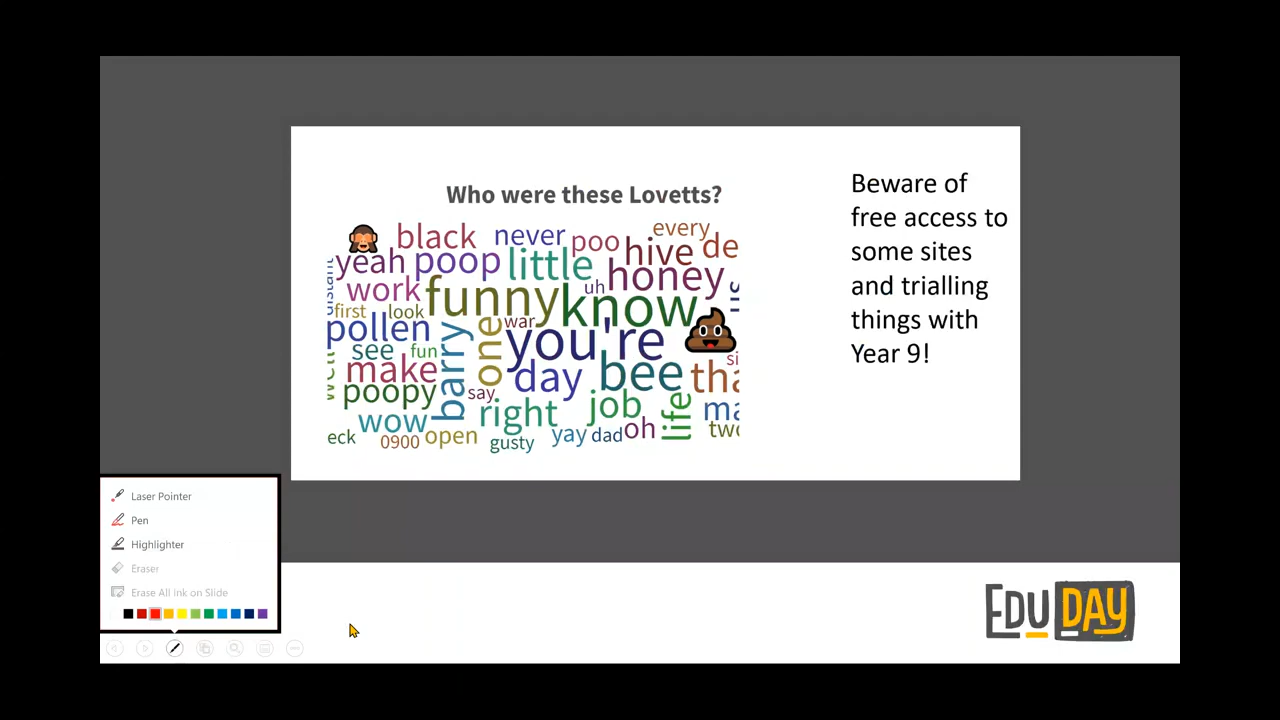 Who were these Lovetts?
black never poo every
yeah poop little hive de
work funny uh honey
first look know
pollen war you're
see fun barry one
make day bee tha
poopy say
wow right job life ma
eck 0900 open gusty yay dad oh two
Beware of
free access to
some sites
and trialling
things with
Year 9!
Laser Pointer
Pen
Highlighter
Eraser
Erase All Ink on Slide
EDUDAY